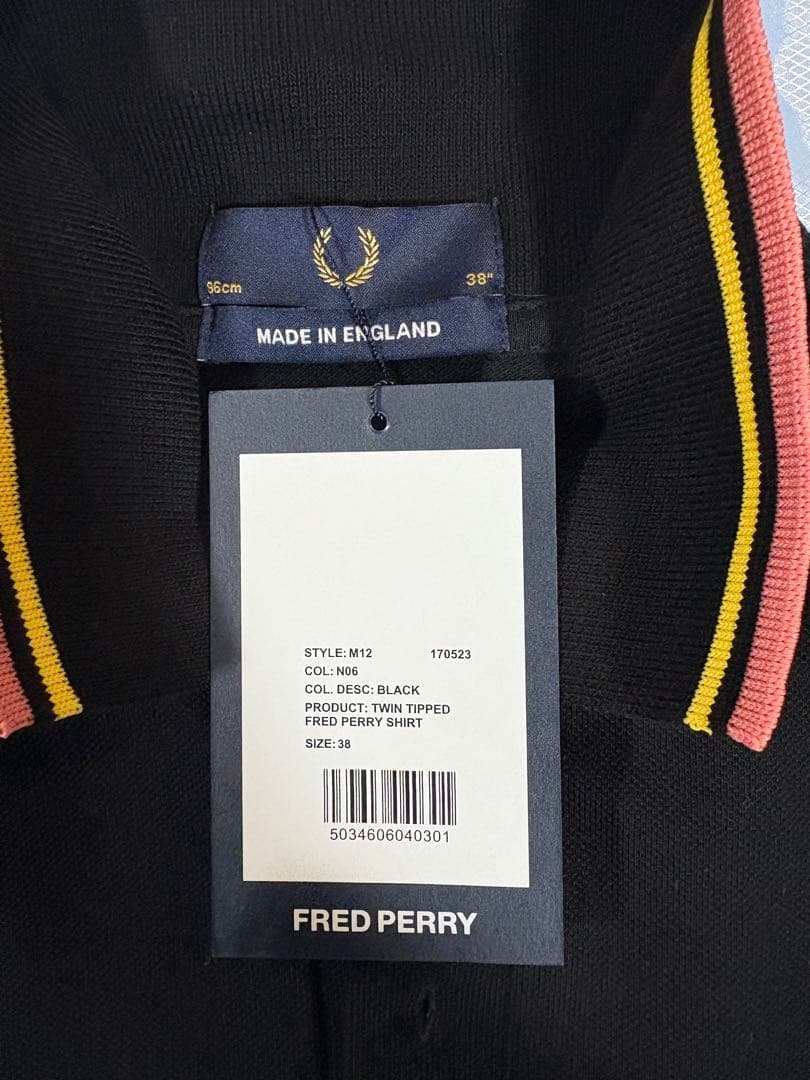 96cm
38"
MADE IN ENGLAND
STYLE: M12 170523
COL: N06
COL. DESC: BLACK
PRODUCT: TWIN TIPPED
FRED PERRY SHIRT
SIZE: 38
5034606040301
FRED PERRY